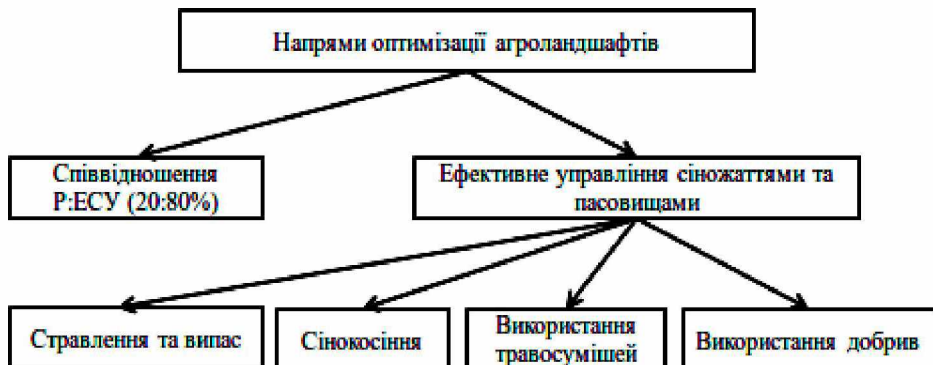 Напрями оптимізації агроландшафтів
Співвідношення
Р:ЕСУ (20:80%)
Ефективне управління сіножаттями та
пасовищами
Стравлення та випас
Сінокосіння
Використання
травосумішей
Використання добрив